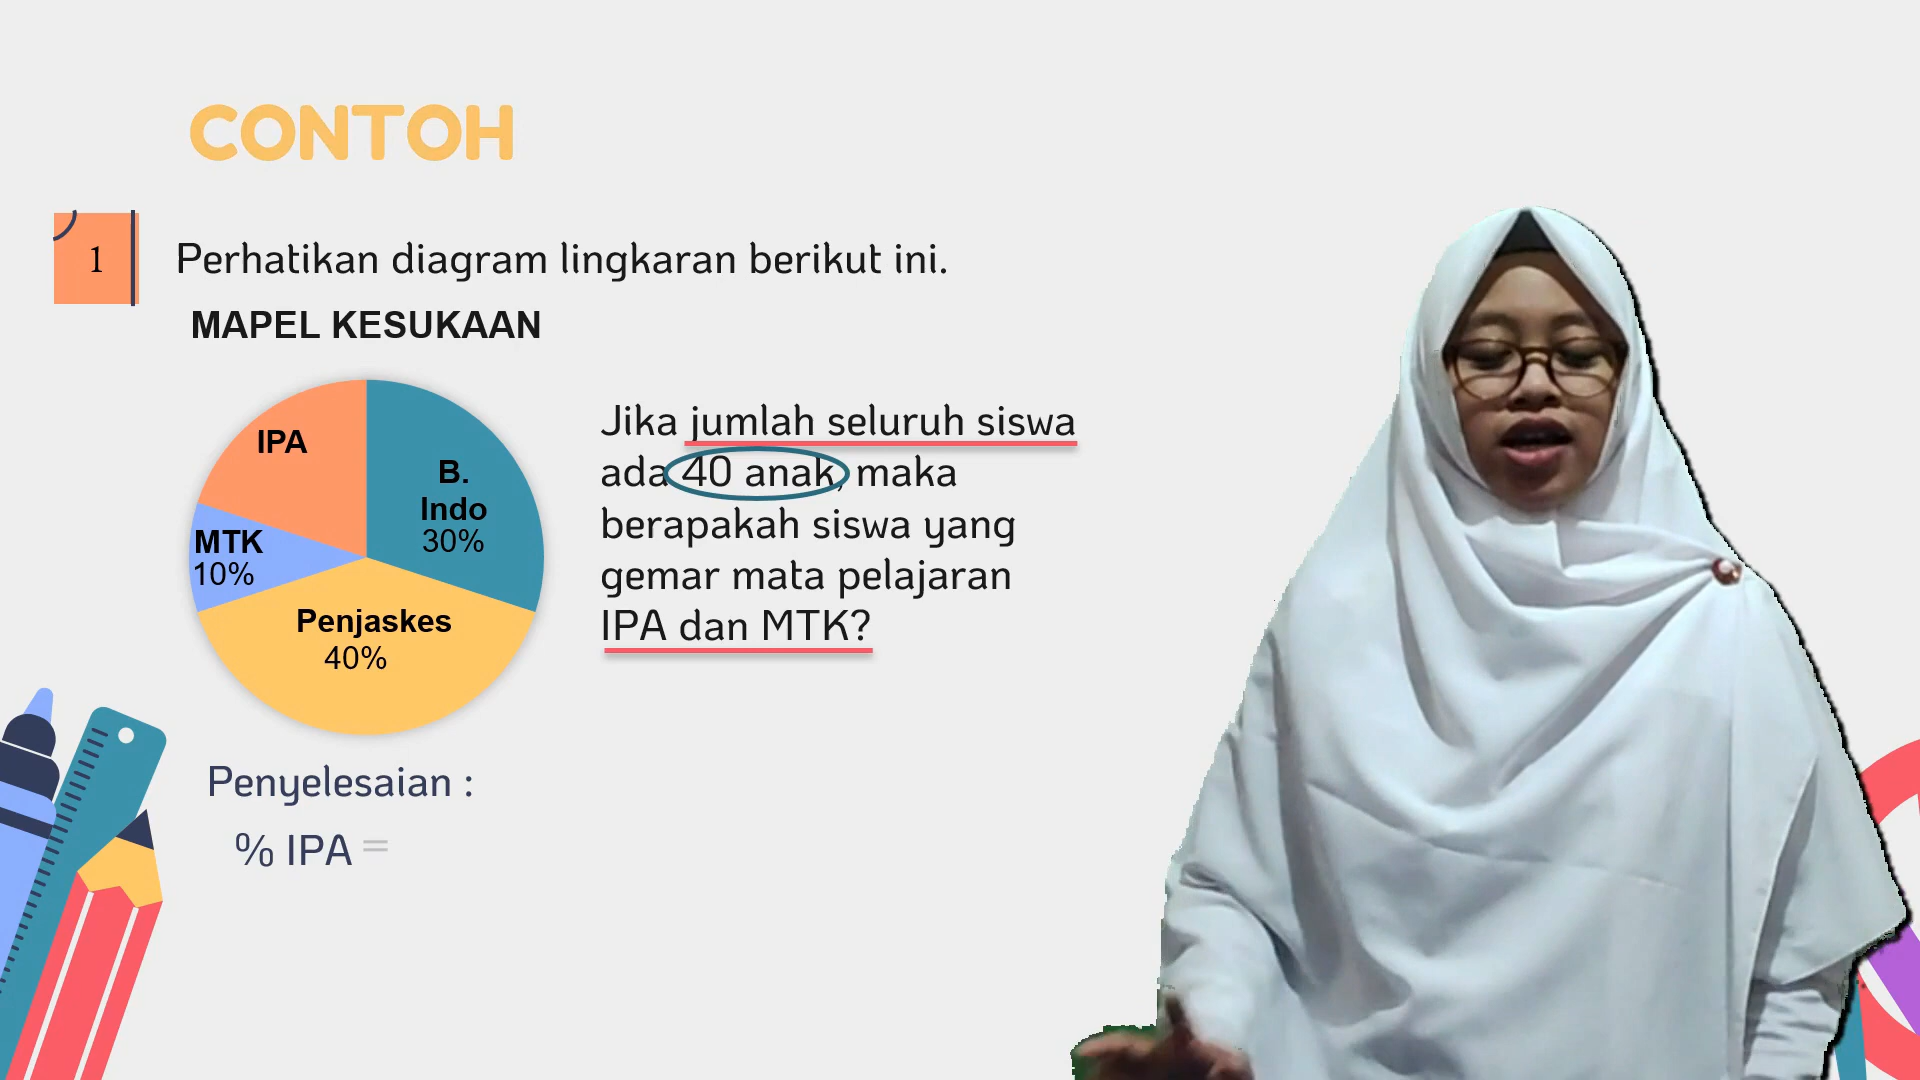 CONTOH
1
Perhatikan diagram lingkaran berikut ini.
MAPEL KESUKAAN
IPA
B.
Indo
30%
MTK
10%
Penjaskes
40%
Jika jumlah seluruh siswa
ada 40 anak, maka
berapakah siswa yang
gemar mata pelajaran
IPA dan MTK?
Penyelesaian :
% IPA =